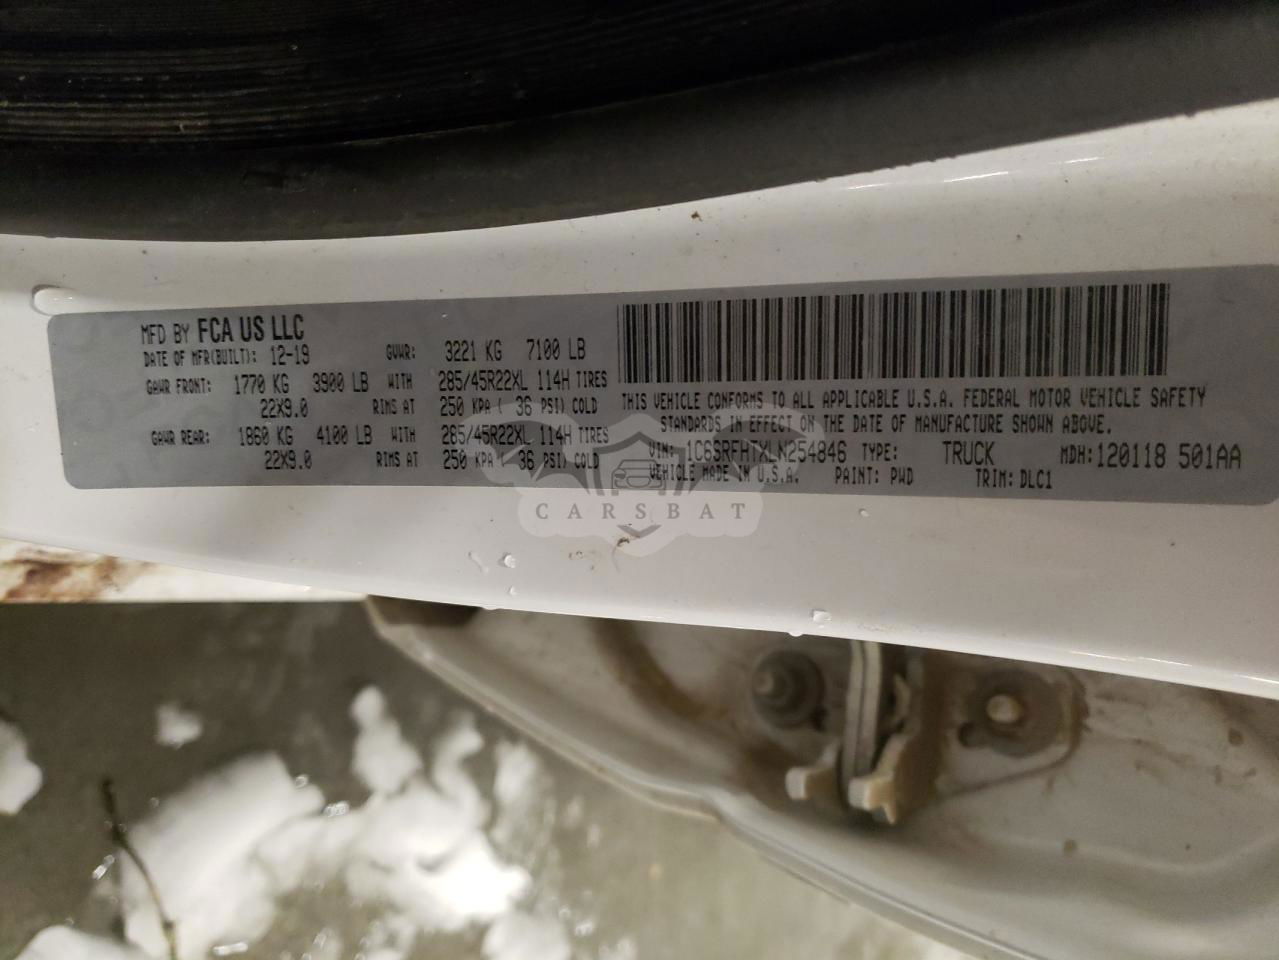 MFD BY FCA US LLC
DATE OF MFR(BUILT): 12-19 GVWR: 3221 KG 7100 LB
GAWR FRONT: 1770 KG 3900 LB WITH 285/45R22XL 114H TIRES
22X9.0 RIMS AT 250 KPA ( 36 PSI) COLD
GAWR REAR: 1860 KG 4100 LB WITH 285/45R22XL 114H TIRES
22X9.0 RIMS AT 250 KPA ( 36 PSI) COLD
THIS VEHICLE CONFORMS TO ALL APPLICABLE U.S.A. FEDERAL MOTOR VEHICLE SAFETY
STANDARDS IN EFFECT ON THE DATE OF MANUFACTURE SHOWN ABOVE.
VIN: 1C6SRFHTXLN254846 TYPE: TRUCK MDH: 120118 501AA
VEHICLE MADE IN U.S.A. PAINT: PWD TRIM: DLC1
CARSBAT